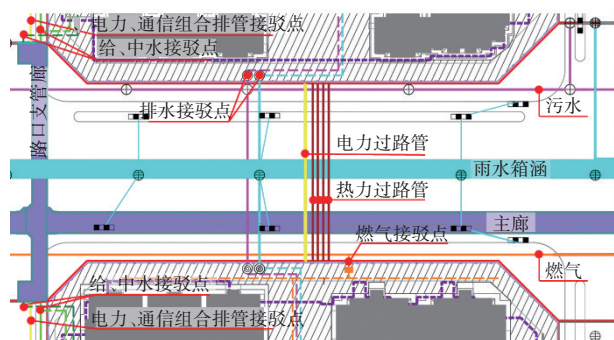 电力、通信组合排管接驳点
给、中水接驳点
排水接驳点
污水
路口支管廊
电力过路管
雨水箱涵
热力过路管
主廊
燃气接驳点
燃气
给、中水接驳点
电力、通信组合排管接驳点